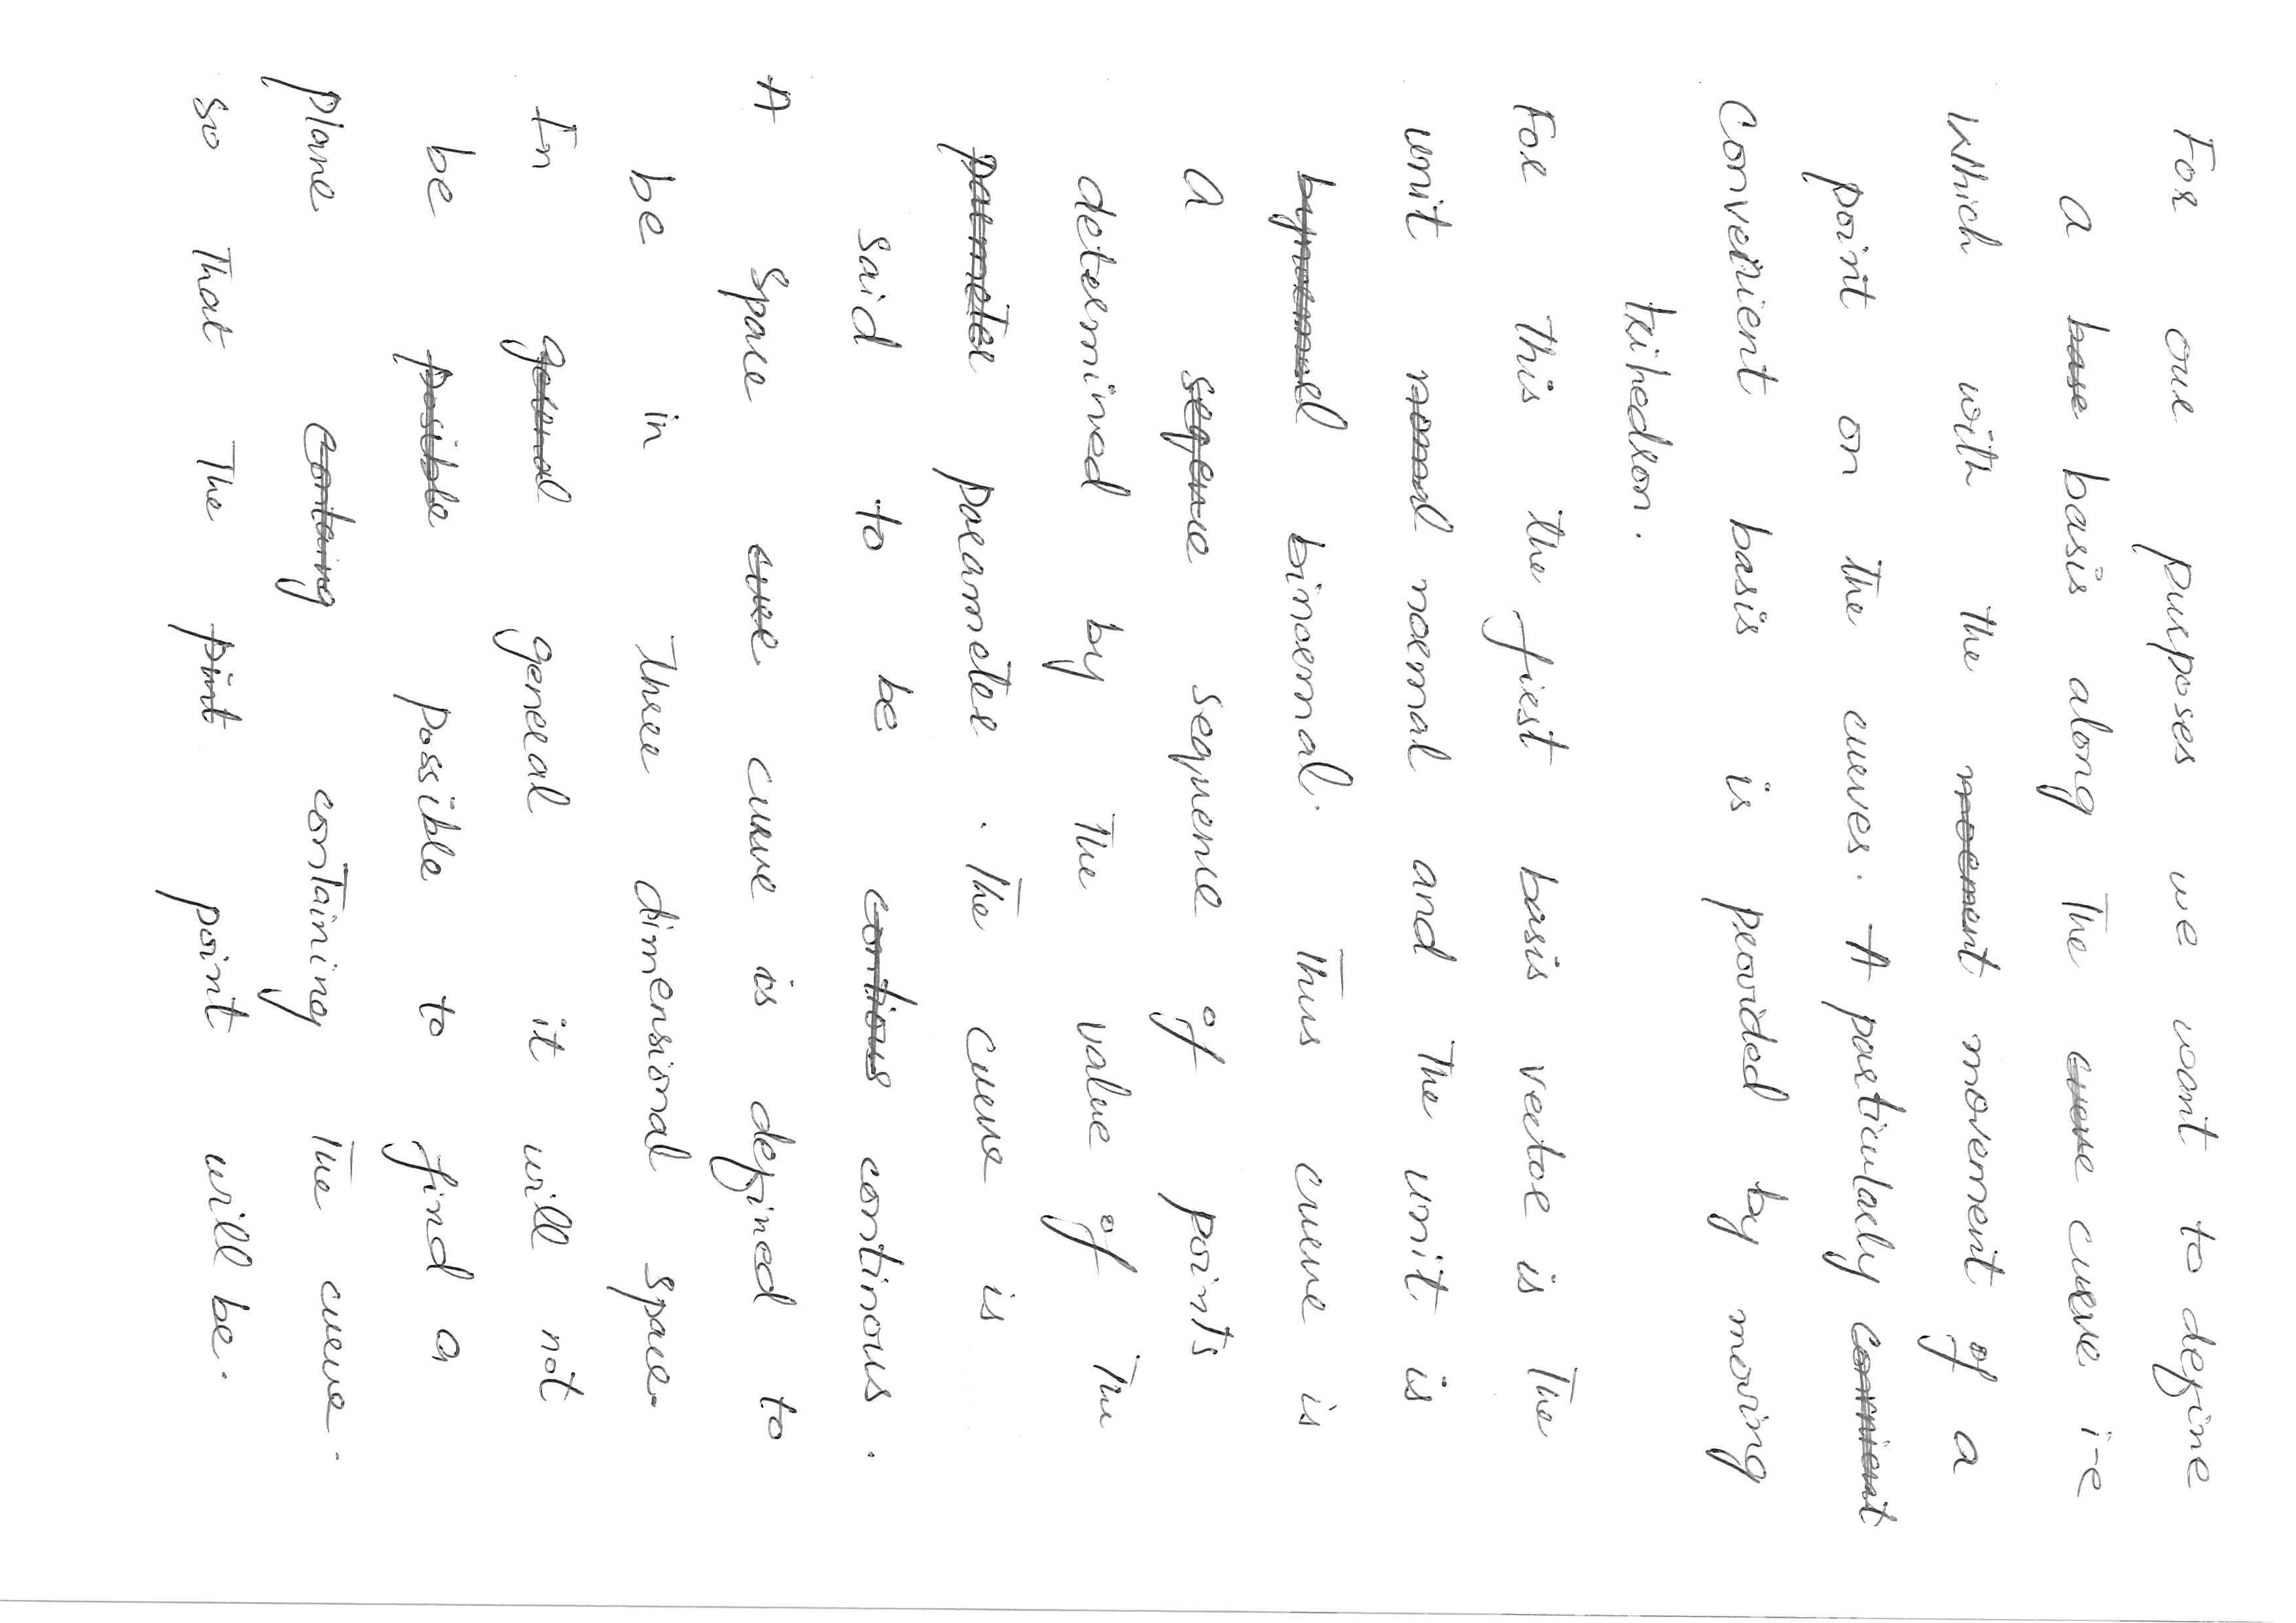 For our purposes we want to define
a ~~base~~ basis along The ~~cueve~~ curve i-e
Which with the ~~moement~~ movement of a
point on the curves. A particularly ~~convnient~~
Convenient basis is provided by moving
trihedron.
For this the first basis vector is The
unit ~~nomal~~ normal and The unit is
~~bynormael~~ binormal. Thus curve is
a ~~seqence~~ sequence of points
determined by The value of The
~~parmeter~~ parameter. The curve is
said to be ~~contious~~ continous.
A Space ~~cure~~ curve is defined to
be in three dimensional space.
In ~~gerenal~~ general it will not
be ~~posible~~ possible to find a
plane ~~containg~~ containing The curve.
so That The ~~pint~~ point will be.